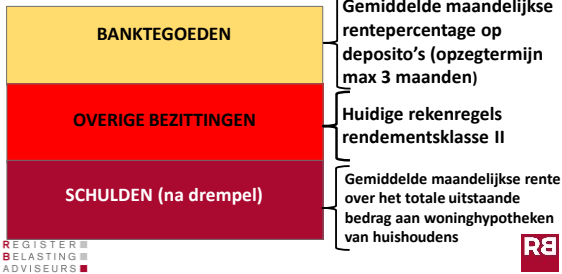 BANKTEGOEDEN
Gemiddelde maandelijkse
rentepercentage op
deposito's (opzegtermijn
max 3 maanden)
OVERIGE BEZITTINGEN
Huidige rekenregels
rendementsklasse II
SCHULDEN (na drempel)
Gemiddelde maandelijkse rente
over het totale uitstaande
bedrag aan woninghypotheken
van huishoudens
REGISTER
BELASTING
ADVISEURS
RB